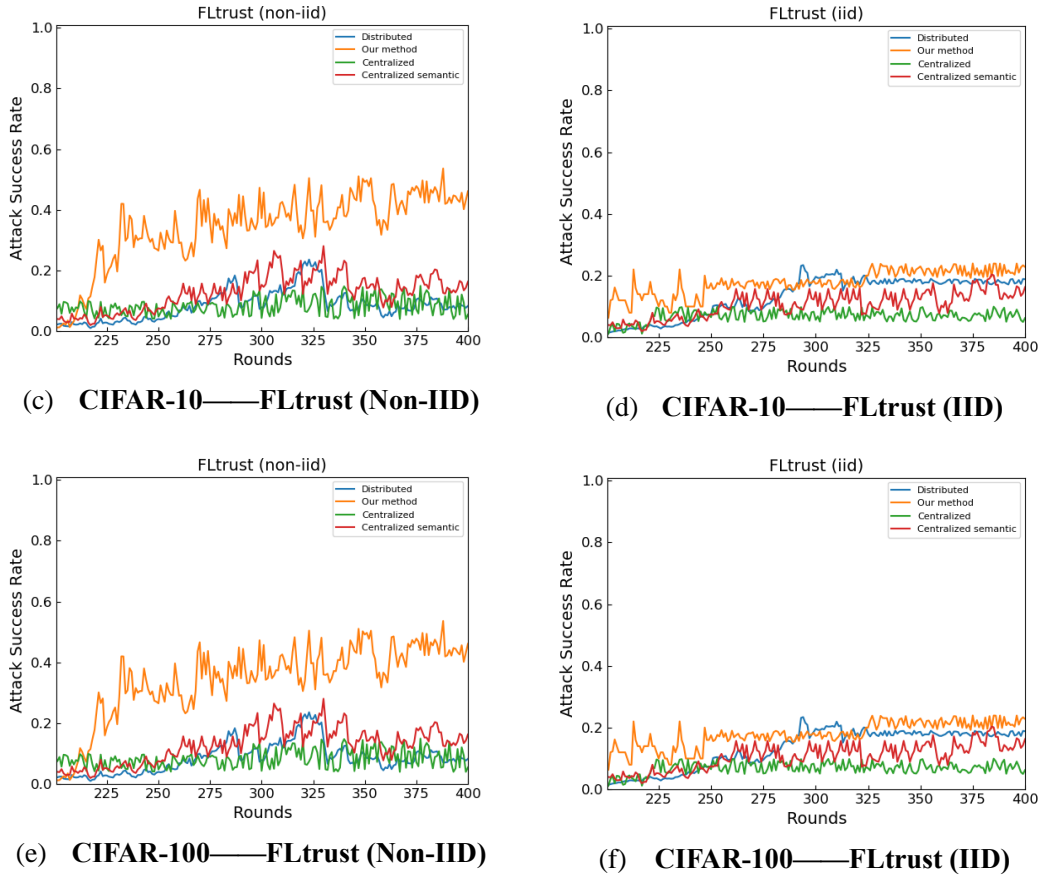 FLtrust (non-iid)
1.0
0.8
0.6
0.4
0.2
0.0
Attack Success Rate
Distributed
Our method
Centralized
Centralized semantic
225 250 275 300 325 350 375 400
Rounds
(c) CIFAR-10——FLtrust (Non-IID)
FLtrust (iid)
1.0
0.8
0.6
0.4
0.2
0.0
Attack Success Rate
Distributed
Our method
Centralized
Centralized semantic
225 250 275 300 325 350 375 400
Rounds
(d) CIFAR-10——FLtrust (IID)
FLtrust (non-iid)
1.0
0.8
0.6
0.4
0.2
0.0
Attack Success Rate
Distributed
Our method
Centralized
Centralized semantic
225 250 275 300 325 350 375 400
Rounds
(e) CIFAR-100——FLtrust (Non-IID)
FLtrust (iid)
1.0
0.8
0.6
0.4
0.2
0.0
Attack Success Rate
Distributed
Our method
Centralized
Centralized semantic
225 250 275 300 325 350 375 400
Rounds
(f) CIFAR-100——FLtrust (IID)